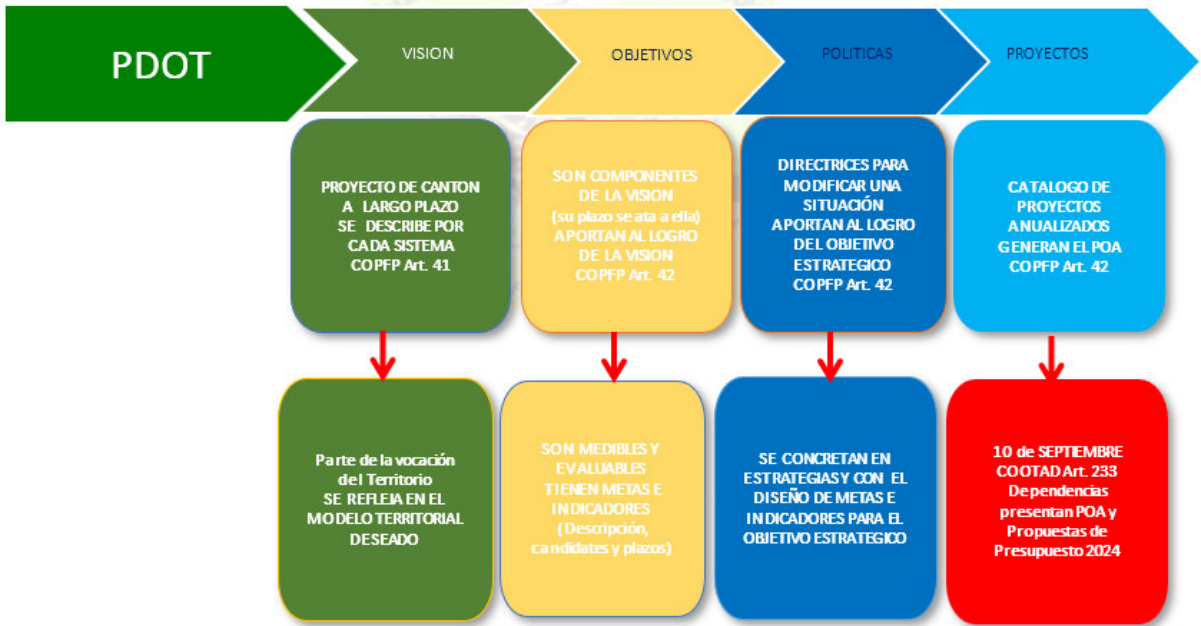 PDOT
VISION
OBJETIVOS
POLITICAS
PROYECTOS
PROYECTO DE CANTON
A LARGO PLAZO
SE DESCRIBE POR
CADA SISTEMA
COPFP Art. 41
SON COMPONENTES
DE LA VISION
(su plazo se ata a ella)
APORTAN AL LOGRO
DE LA VISION
COPFP Art. 42
DIRECTRICES PARA
MODIFICAR UNA
SITUACIÓN
APORTAN AL LOGRO
DEL OBJETIVO
ESTRATEGICO
COPFP Art. 42
CATALOGO DE
PROYECTOS
ANUALIZADOS
GENERAN EL POA
COPFP Art. 42
Parte de la vocación
del Territorio
SE REFLEJA EN EL
MODELO TERRITORIAL
DESEADO
SON MEDIBLES Y
EVALUABLES
TIENEN METAS E
INDICADORES
(Descripción,
candidates y plazos)
SE CONCRETAN EN
ESTRATEGIAS Y CON EL
DISEÑO DE METAS E
INDICADORES PARA EL
OBJETIVO ESTRATEGICO
10 de SEPTIEMBRE
COOTAD Art. 233
Dependencias
presentan POA y
Propuestas de
Presupuesto 2024